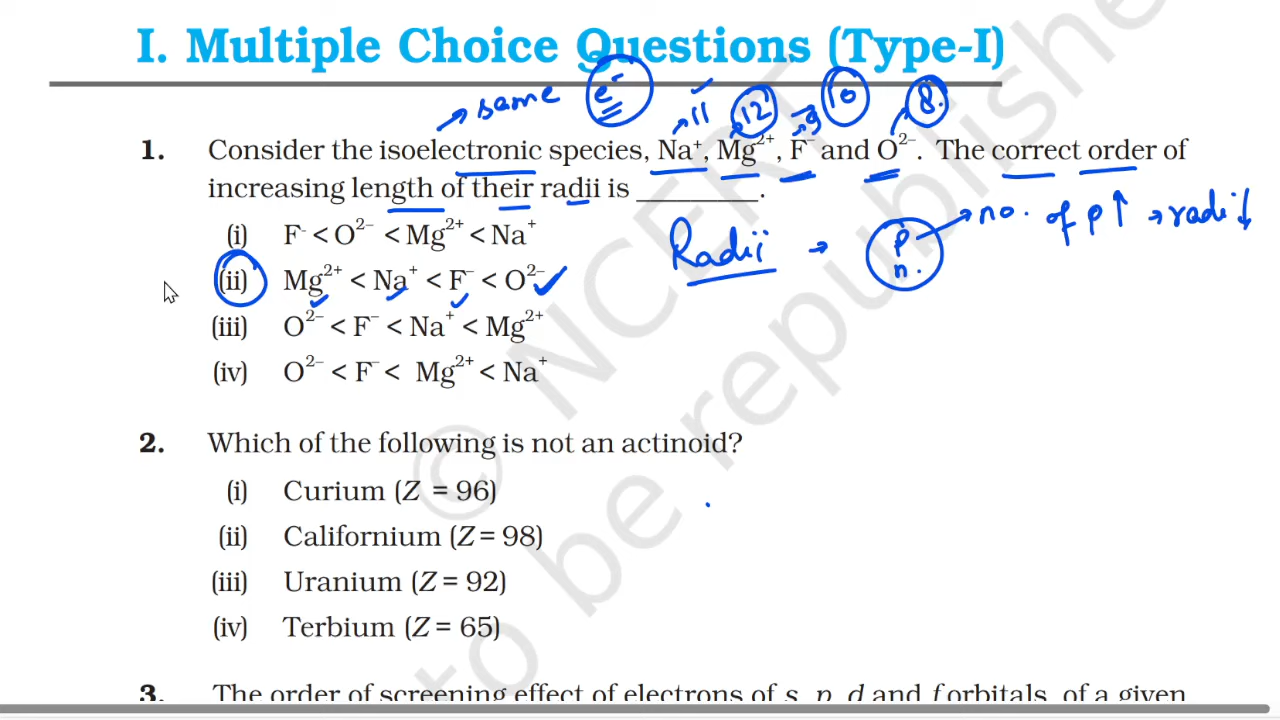 I. Multiple Choice Questions (Type-I)
same e⁻ 11 12 → 9 10 8
1. Consider the isoelectronic species, Na⁺, Mg²⁺, F⁻ and O²⁻. The correct order of
increasing length of their radii is ________.
(i) F⁻ < O²⁻ < Mg²⁺ < Na⁺
Radii → p n → no. of p↑ → radii↓
(ii) Mg²⁺ < Na⁺ < F⁻ < O²⁻
(iii) O²⁻ < F⁻ < Na⁺ < Mg²⁺
(iv) O²⁻ < F⁻ < Mg²⁺ < Na⁺
2. Which of the following is not an actinoid?
(i) Curium (Z = 96)
(ii) Californium (Z = 98)
(iii) Uranium (Z = 92)
(iv) Terbium (Z = 65)
3. The order of screening effect of electrons of s, p, d and f orbitals of a given
© NCERT
to be republished